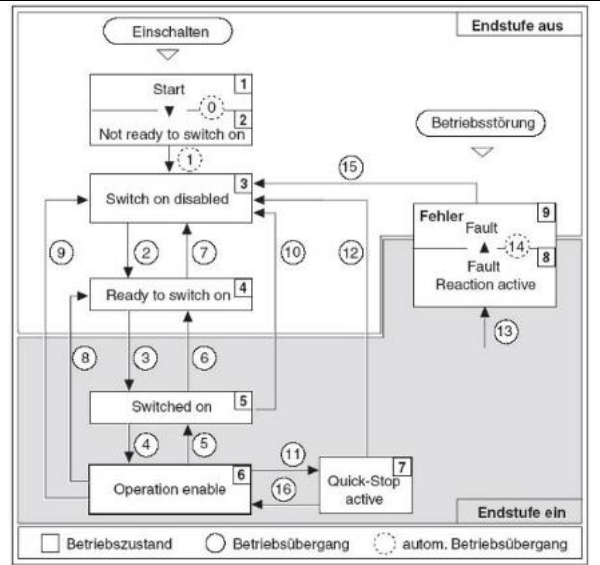 Einschalten
Endstufe aus
Start
1
0
2
Not ready to switch on
1
Betriebsstörung
15
3
Switch on disabled
9
2
7
10
12
Fehler
9
Fault
14
8
Fault
Reaction active
13
Ready to switch on
4
8
3
6
Switched on
5
4
5
11
6
Operation enable
16
7
Quick-Stop
active
Endstufe ein
Betriebszustand
Betriebsübergang
autom. Betriebsübergang